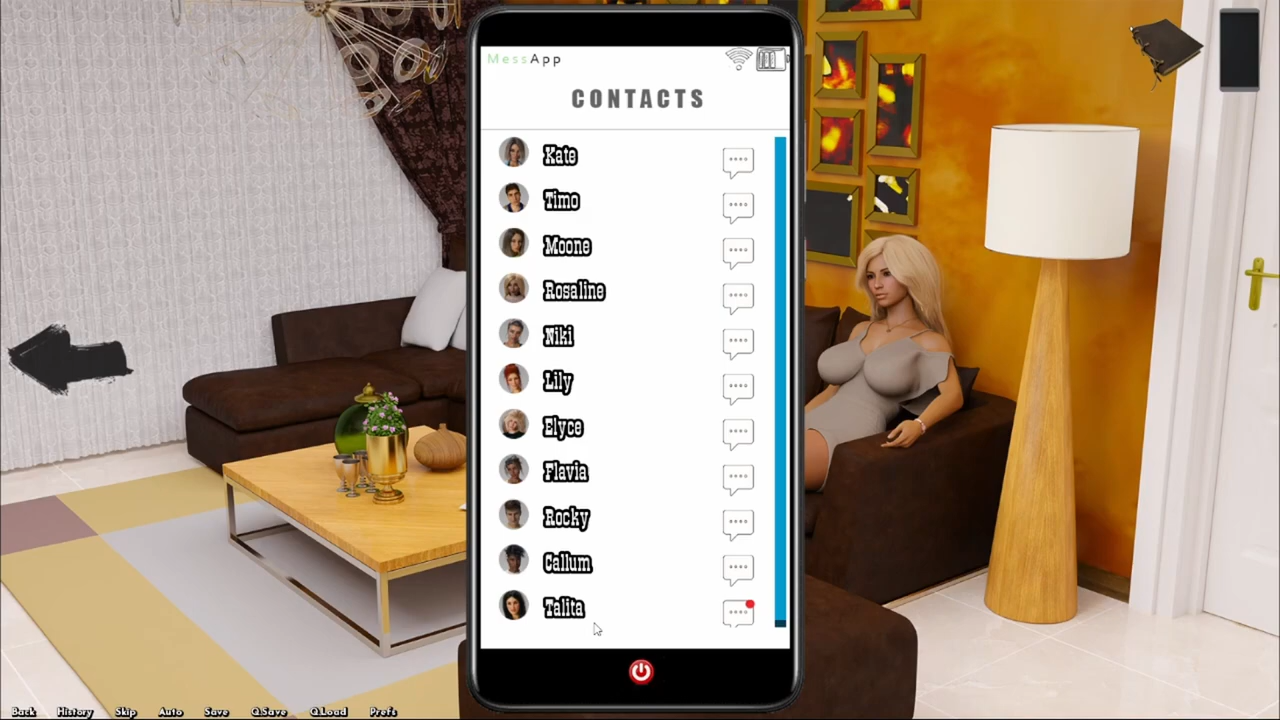 MessApp
CONTACTS
Kate
Timo
Moone
Rosaline
Niki
Lily
Elyce
Flavia
Rocky
Callum
Talita
Back History Skip Auto Save Q.Save Q.Load Prefs